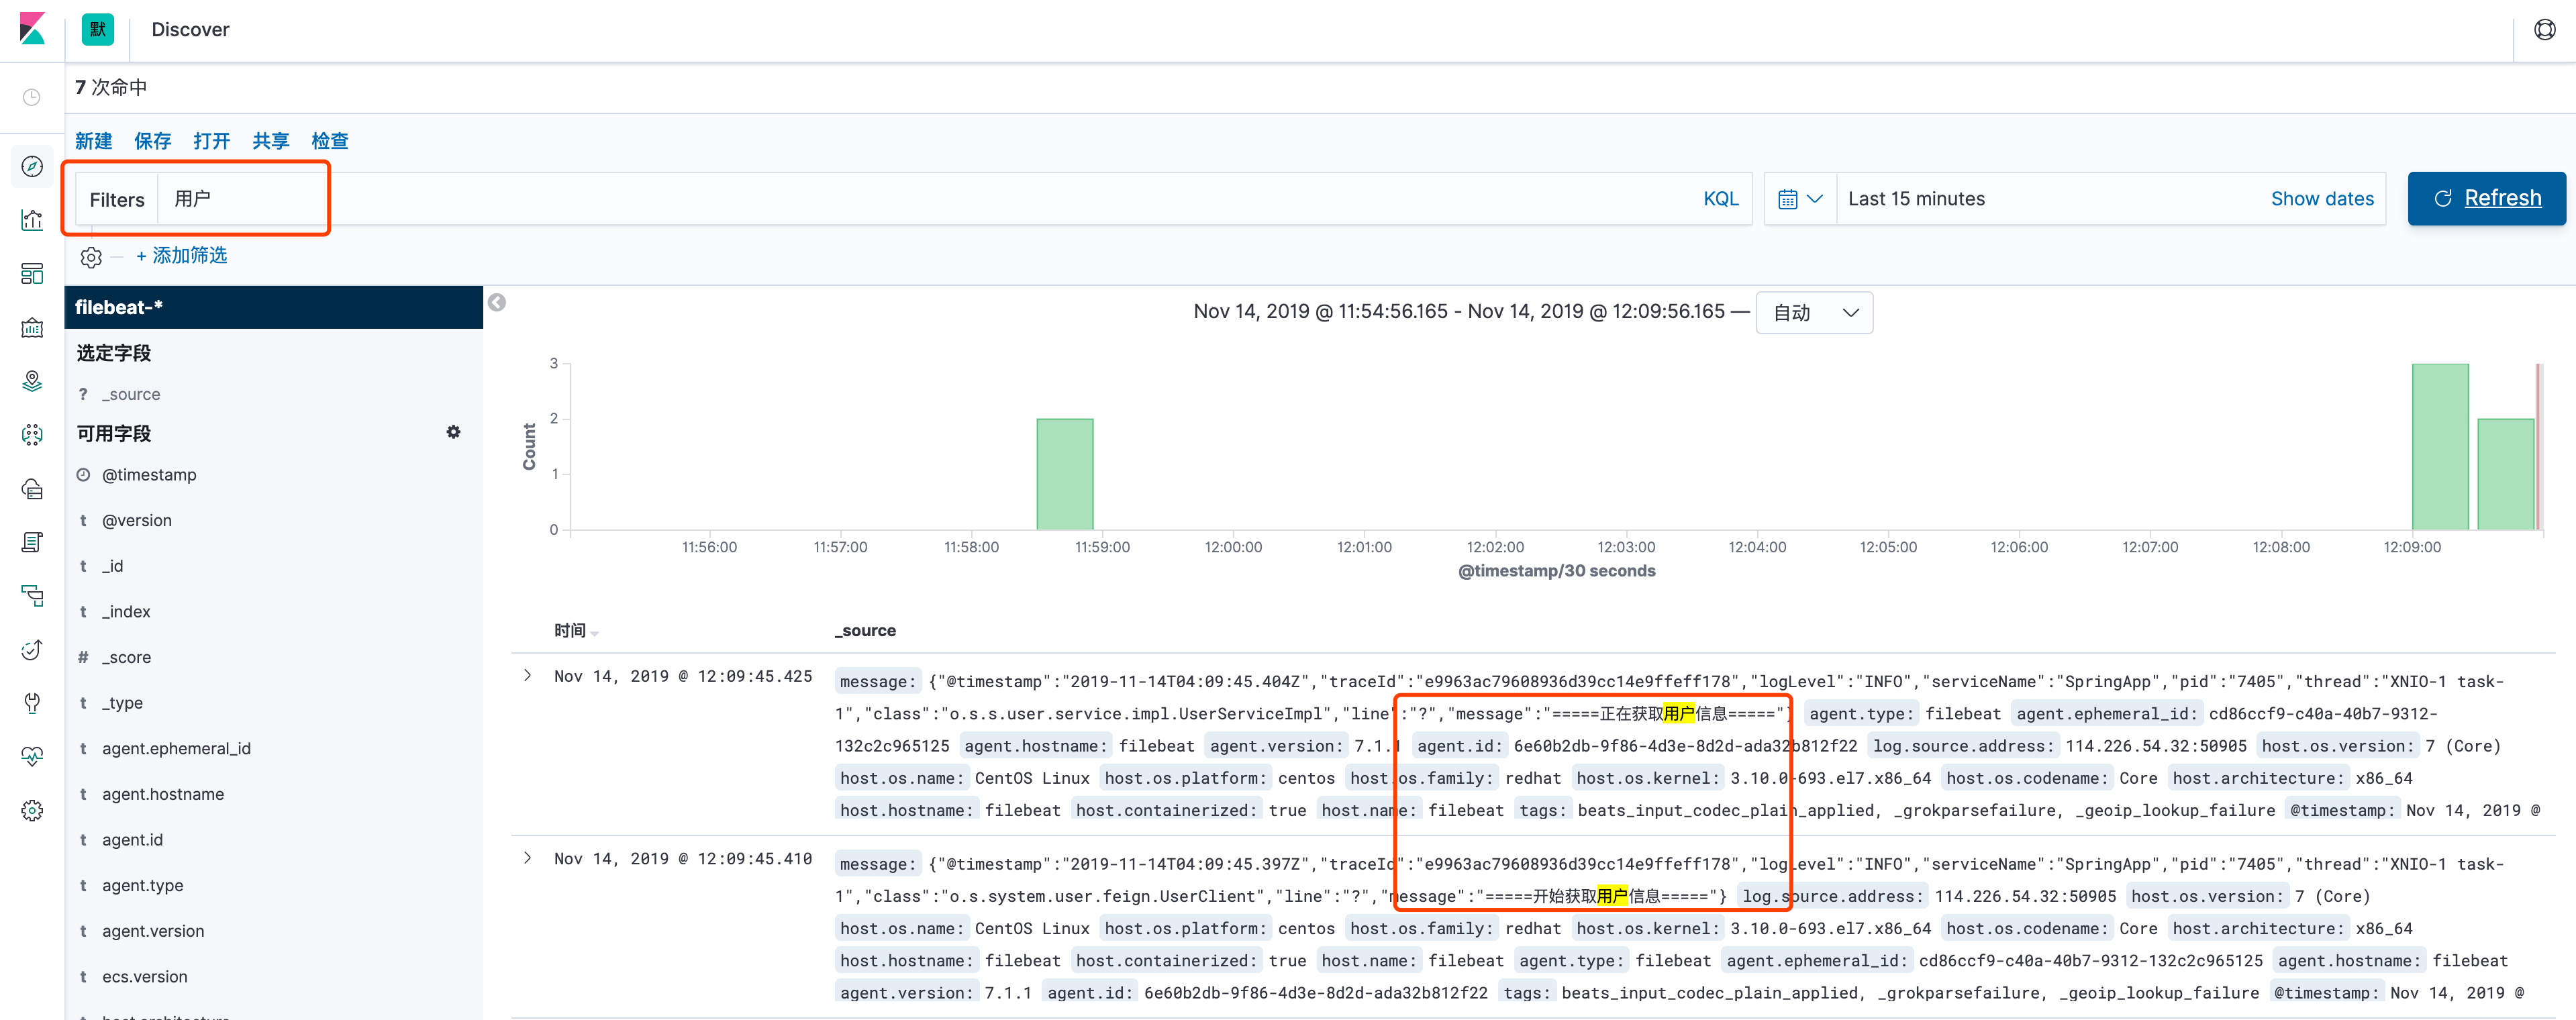 默 Discover
7 次命中
新建 保存 打开 共享 检查
Filters 用户 KQL Last 15 minutes Show dates Refresh
+ 添加筛选
filebeat-*
选定字段
? _source
可用字段
@timestamp
t @version
t _id
t _index
# _score
t _type
t agent.ephemeral_id
t agent.hostname
t agent.id
t agent.type
t agent.version
t ecs.version
Nov 14, 2019 @ 11:54:56.165 - Nov 14, 2019 @ 12:09:56.165 — 自动
Count
3
2
1
0
11:56:00 11:57:00 11:58:00 11:59:00 12:00:00 12:01:00 12:02:00 12:03:00 12:04:00 12:05:00 12:06:00 12:07:00 12:08:00 12:09:00
@timestamp/30 seconds
时间 _source
Nov 14, 2019 @ 12:09:45.425
message: {"@timestamp":"2019-11-14T04:09:45.404Z","traceId":"e9963ac79608936d39cc14e9ffeff178","logLevel":"INFO","serviceName":"SpringApp","pid":"7405","thread":"XNIO-1 task-
1","class":"o.s.s.user.service.impl.UserServiceImpl","line":"?","message":"=====正在获取用户信息====="} agent.type: filebeat agent.ephemeral_id: cd86ccf9-c40a-40b7-9312-
132c2c965125 agent.hostname: filebeat agent.version: 7.1.1 agent.id: 6e60b2db-9f86-4d3e-8d2d-ada32b812f22 log.source.address: 114.226.54.32:50905 host.os.version: 7 (Core)
host.os.name: CentOS Linux host.os.platform: centos host.os.family: redhat host.os.kernel: 3.10.0-693.el7.x86_64 host.os.codename: Core host.architecture: x86_64
host.hostname: filebeat host.containerized: true host.name: filebeat tags: beats_input_codec_plain_applied, _grokparsefailure, _geoip_lookup_failure @timestamp: Nov 14, 2019 @
Nov 14, 2019 @ 12:09:45.410
message: {"@timestamp":"2019-11-14T04:09:45.397Z","traceId":"e9963ac79608936d39cc14e9ffeff178","logLevel":"INFO","serviceName":"SpringApp","pid":"7405","thread":"XNIO-1 task-
1","class":"o.s.system.user.feign.UserClient","line":"?","message":"=====开始获取用户信息====="} log.source.address: 114.226.54.32:50905 host.os.version: 7 (Core)
host.os.name: CentOS Linux host.os.platform: centos host.os.family: redhat host.os.kernel: 3.10.0-693.el7.x86_64 host.os.codename: Core host.architecture: x86_64
host.hostname: filebeat host.containerized: true host.name: filebeat agent.type: filebeat agent.ephemeral_id: cd86ccf9-c40a-40b7-9312-132c2c965125 agent.hostname: filebeat
agent.version: 7.1.1 agent.id: 6e60b2db-9f86-4d3e-8d2d-ada32b812f22 tags: beats_input_codec_plain_applied, _grokparsefailure, _geoip_lookup_failure @timestamp: Nov 14, 2019 @